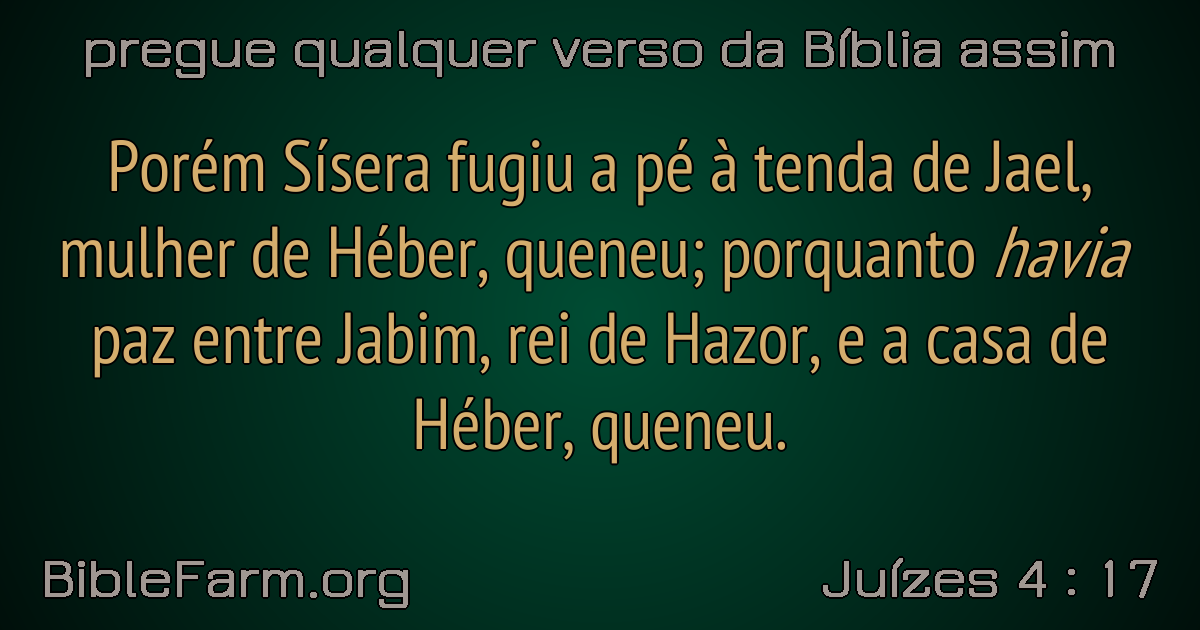 pregue qualquer verso da Bíblia assim
Porém Sísera fugiu a pé à tenda de Jael,
mulher de Héber, queneu; porquanto havia
paz entre Jabim, rei de Hazor, e a casa de
Héber, queneu.
BibleFarm.org
Juízes 4 : 17